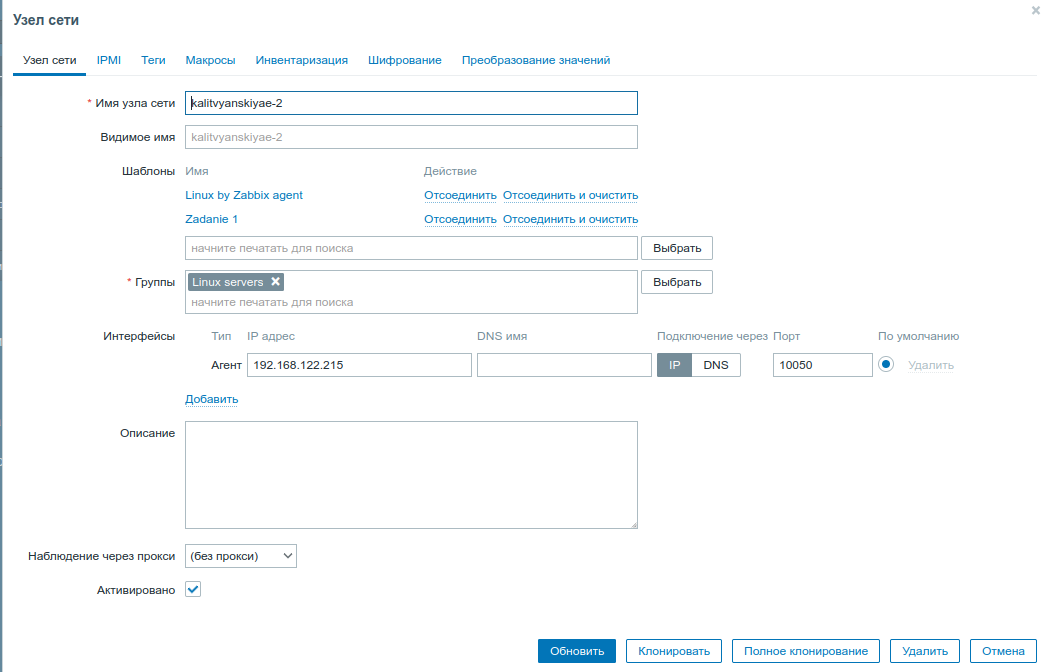 Узел сети
Узел сети IPMI Теги Макросы Инвентаризация Шифрование Преобразование значений
* Имя узла сети kalitvyanskiyae-2
Видимое имя kalitvyanskiyae-2
Шаблоны Имя Действие
Linux by Zabbix agent Отсоединить Отсоединить и очистить
Zadanie 1 Отсоединить Отсоединить и очистить
начните печатать для поиска Выбрать
* Группы Linux servers Выбрать
начните печатать для поиска
Интерфейсы Тип IP адрес DNS имя Подключение через Порт По умолчанию
Агент 192.168.122.215 IP DNS 10050 Удалить
Добавить
Описание
Наблюдение через прокси (без прокси)
Активировано
Обновить Клонировать Полное клонирование Удалить Отмена